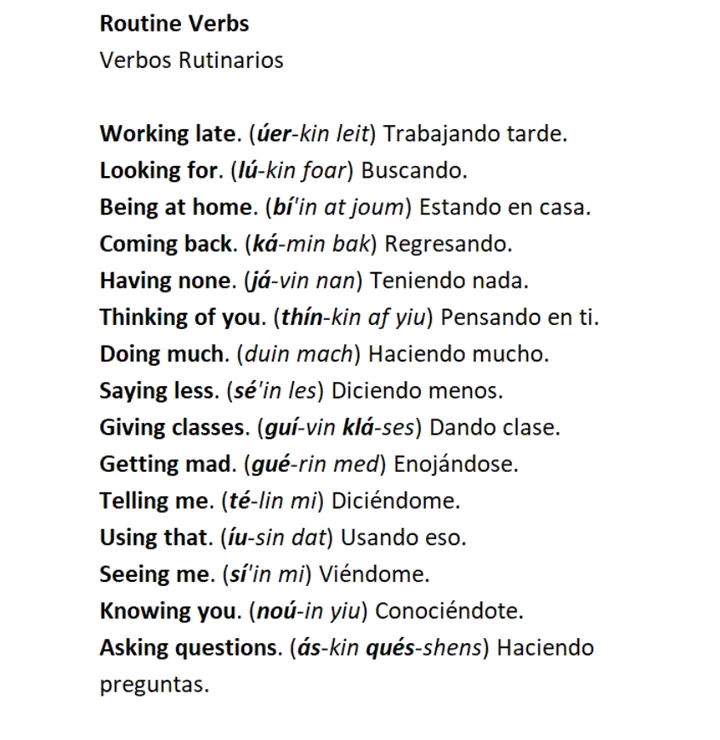 Routine Verbs
Verbos Rutinarios
Working late. (úer-kin leit) Trabajando tarde.
Looking for. (lú-kin foar) Buscando.
Being at home. (bí'in at joum) Estando en casa.
Coming back. (ká-min bak) Regresando.
Having none. (já-vin nan) Teniendo nada.
Thinking of you. (thín-kin af yiu) Pensando en ti.
Doing much. (duin mach) Haciendo mucho.
Saying less. (sé'in les) Diciendo menos.
Giving classes. (guí-vin klá-ses) Dando clase.
Getting mad. (gué-rin med) Enojándose.
Telling me. (té-lin mi) Diciéndome.
Using that. (íu-sin dat) Usando eso.
Seeing me. (sí'in mi) Viéndome.
Knowing you. (noú-in yiu) Conociéndote.
Asking questions. (ás-kin qués-shens) Haciendo
preguntas.